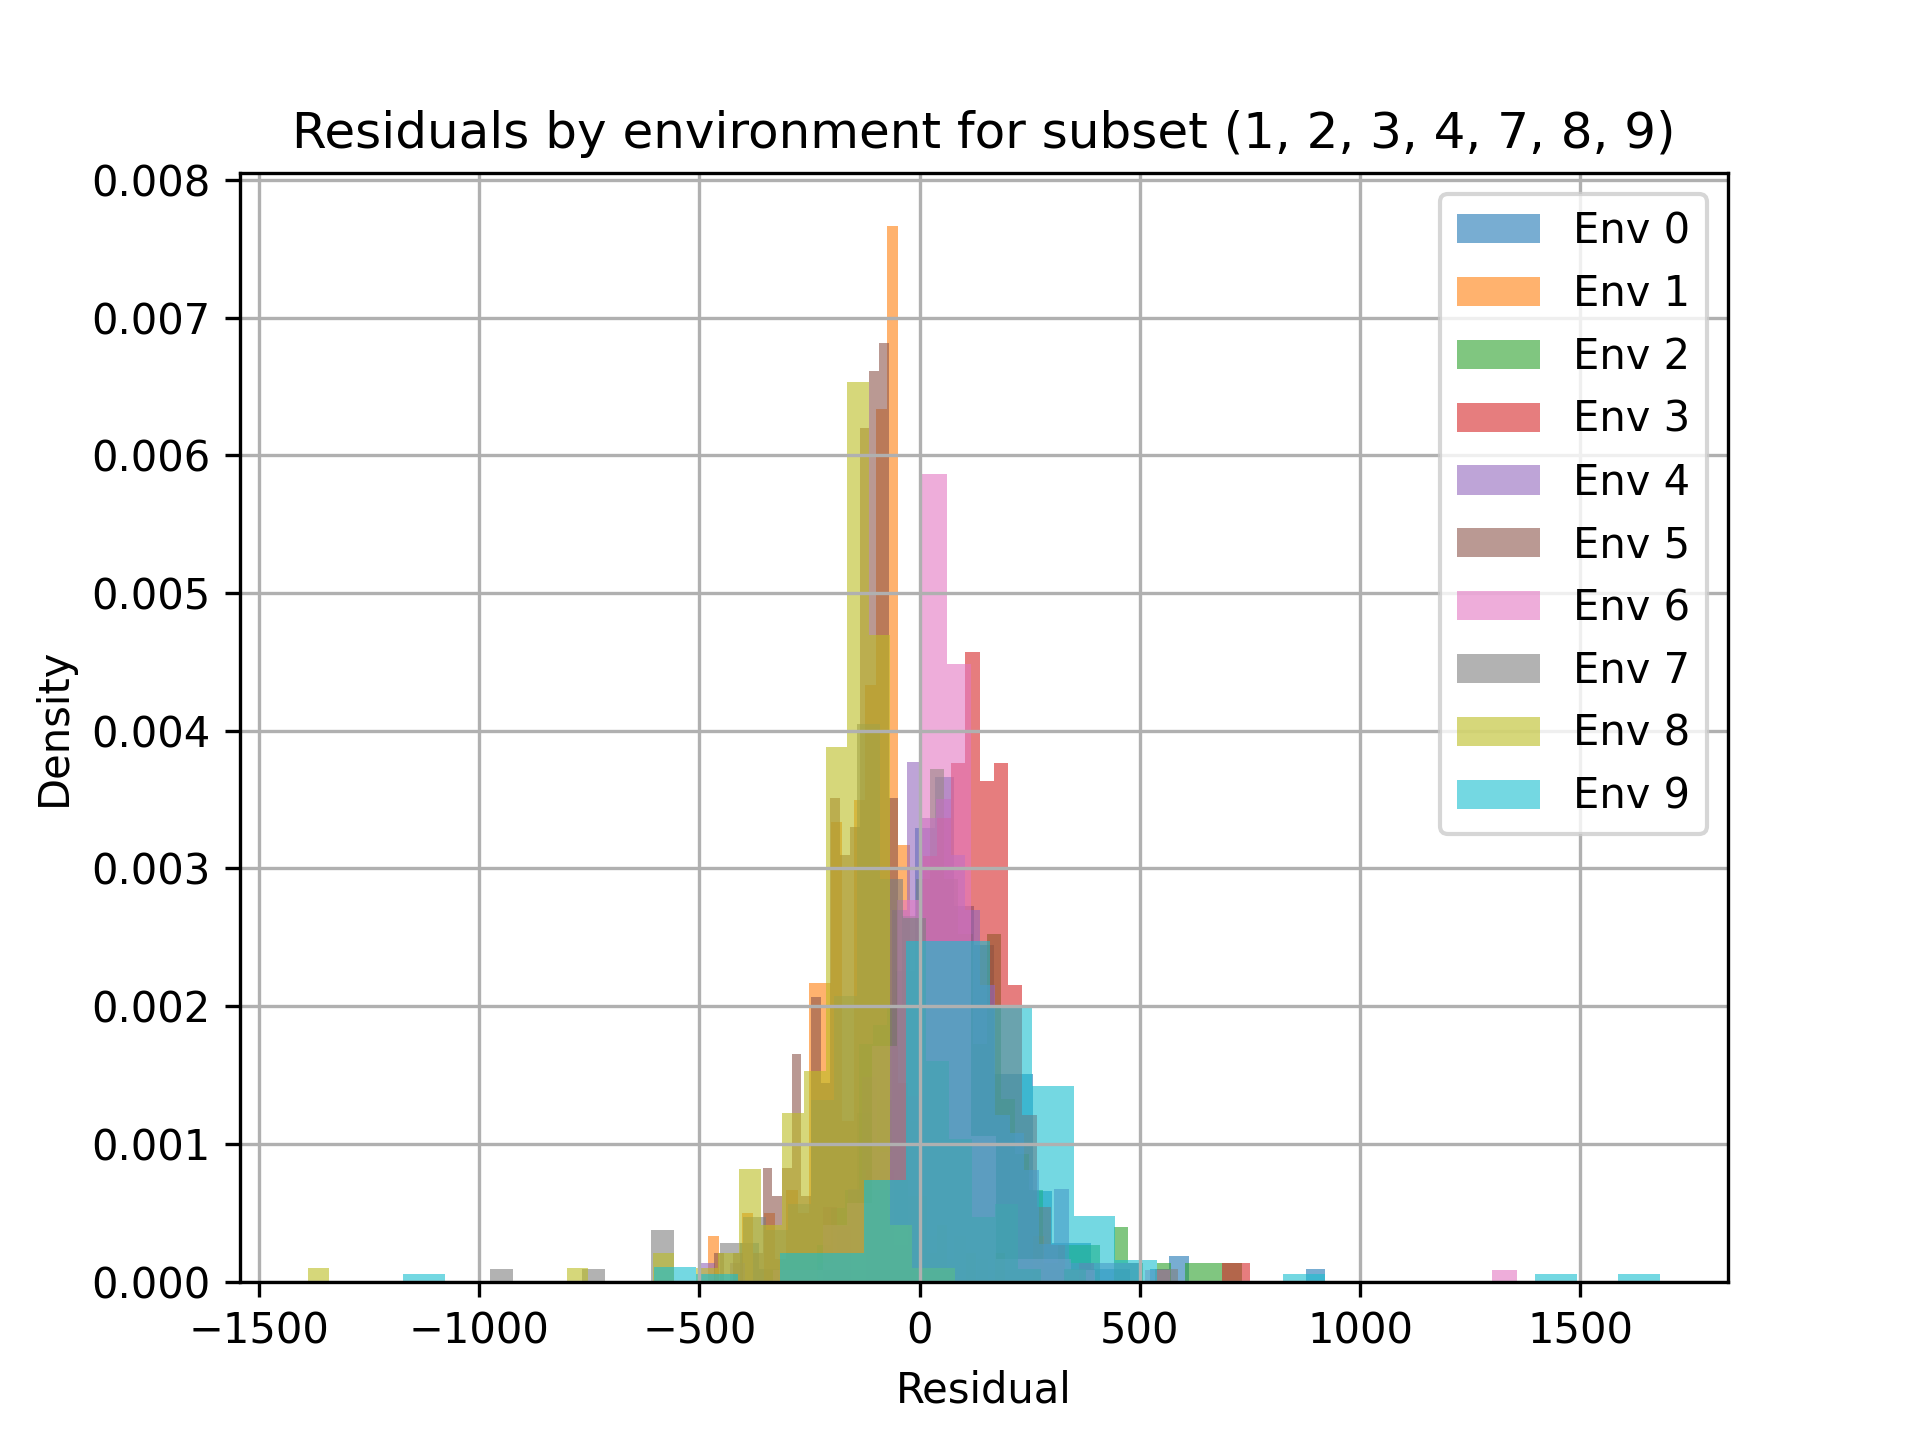 Residuals by environment for subset (1, 2, 3, 4, 7, 8, 9)
0.008
0.007
0.006
0.005
0.004
0.003
0.002
0.001
0.000
Density
Env 0
Env 1
Env 2
Env 3
Env 4
Env 5
Env 6
Env 7
Env 8
Env 9
−1500 −1000 −500 0 500 1000 1500
Residual